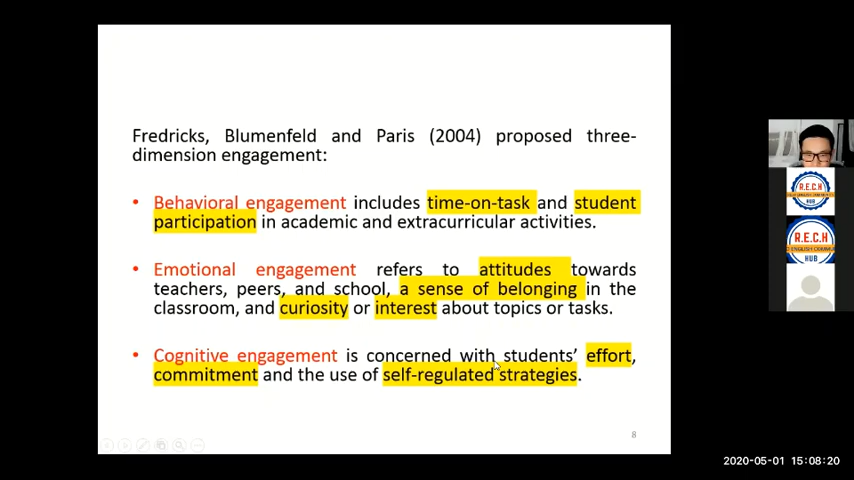 Fredricks, Blumenfeld and Paris (2004) proposed three-
dimension engagement:
• Behavioral engagement includes time-on-task and student
participation in academic and extracurricular activities.
• Emotional engagement refers to attitudes towards
teachers, peers, and school, a sense of belonging in the
classroom, and curiosity or interest about topics or tasks.
• Cognitive engagement is concerned with students’ effort,
commitment and the use of self-regulated strategies.
8
R.E.C.H
HUB
R.E.C.H
HUB
2020-05-01 15:08:20